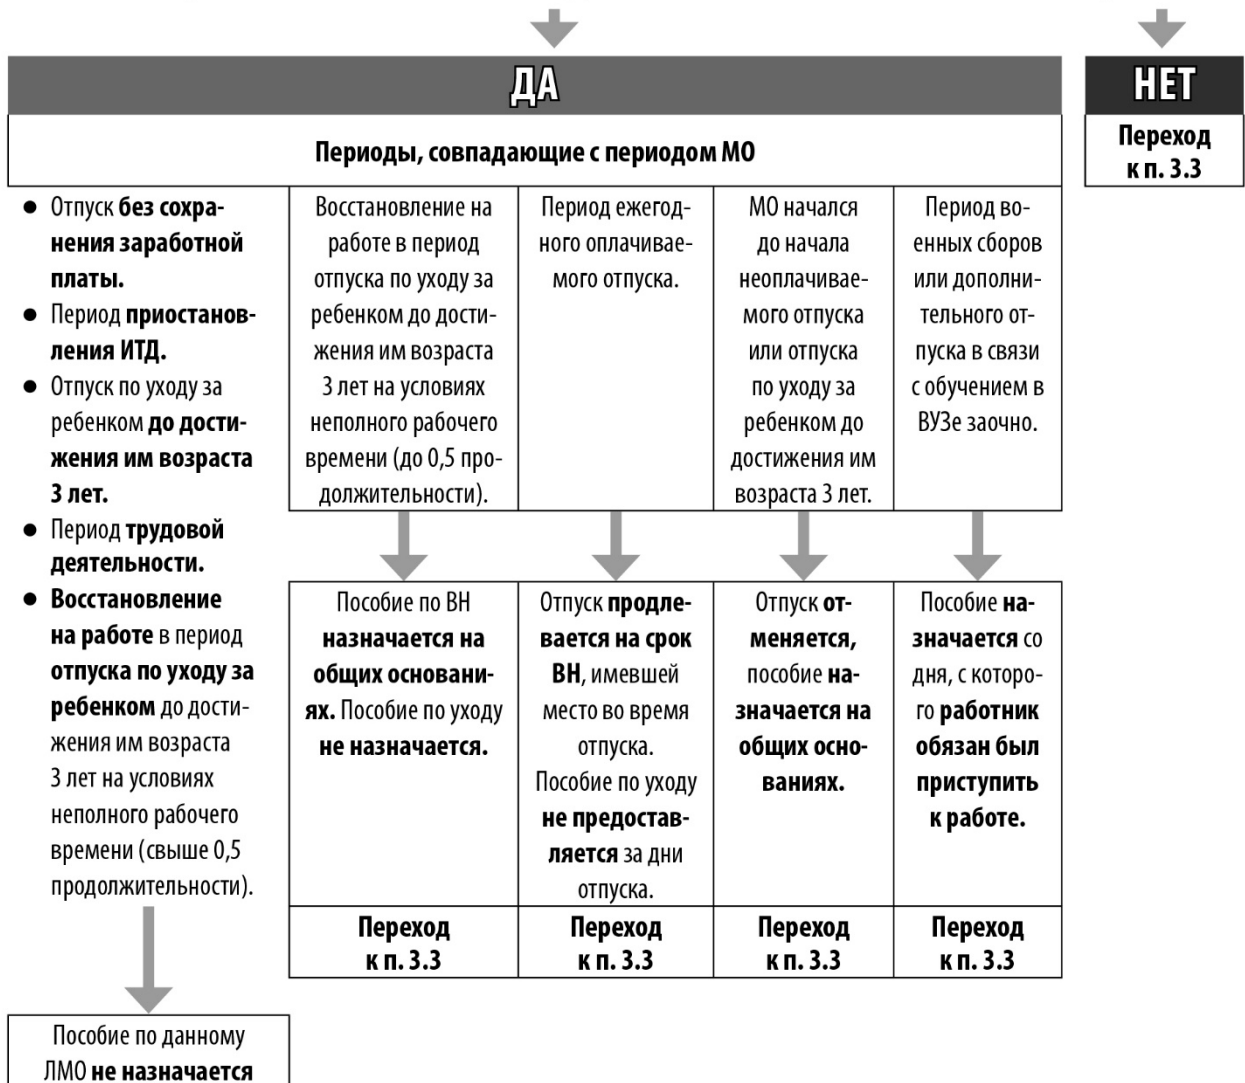 ДА
НЕТ
Периоды, совпадающие с периодом МО
Переход
к п. 3.3
● Отпуск без сохра-
нения заработной
платы.
● Период приостанов-
ления ИТД.
● Отпуск по уходу за
ребенком до дости-
жения им возраста
3 лет.
● Период трудовой
деятельности.
● Восстановление
на работе в период
отпуска по уходу за
ребенком до дости-
жения им возраста
3 лет на условиях
неполного рабочего
времени (свыше 0,5
продолжительности).
Восстановление на
работе в период
отпуска по уходу за
ребенком до дости-
жения им возраста
3 лет на условиях
неполного рабочего
времени (до 0,5 про-
должительности).
Период ежегод-
ного оплачивае-
мого отпуска.
МО начался
до начала
неоплачивае-
мого отпуска
или отпуска
по уходу за
ребенком до
достижения им
возраста 3 лет.
Период во-
енных сборов
или дополни-
тельного от-
пуска в связи
с обучением в
ВУЗе заочно.
Пособие по ВН
назначается на
общих основани-
ях. Пособие по уходу
не назначается.
Отпуск продле-
вается на срок
ВН, имевшей
место во время
отпуска.
Пособие по уходу
не предостав-
ляется за дни
отпуска.
Отпуск от-
меняется,
пособие на-
значается на
общих осно-
ваниях.
Пособие на-
значается со
дня, с которо-
го работник
обязан был
приступить
к работе.
Переход
к п. 3.3
Переход
к п. 3.3
Переход
к п. 3.3
Переход
к п. 3.3
Пособие по данному
ЛМО не назначается